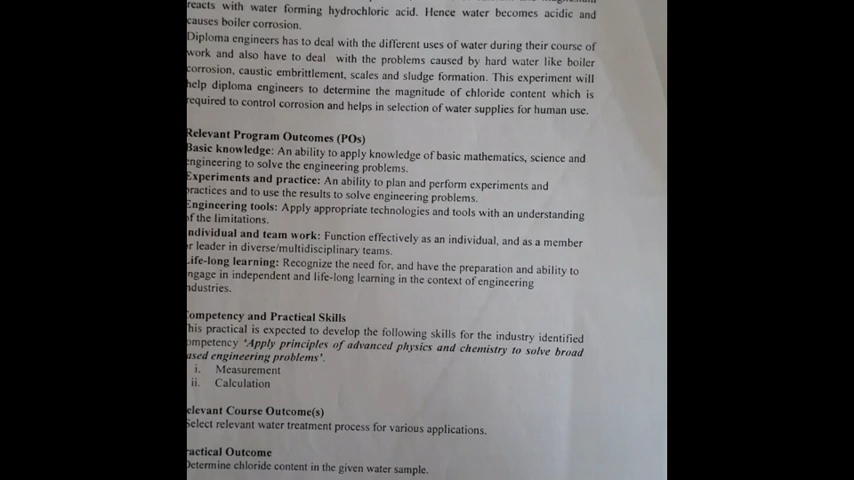 reacts with water forming hydrochloric acid. Hence water becomes acidic and
causes boiler corrosion.
Diploma engineers has to deal with the different uses of water during their course of
work and also have to deal with the problems caused by hard water like boiler
corrosion, caustic embrittlement, scales and sludge formation. This experiment will
help diploma engineers to determine the magnitude of chloride content which is
required to control corrosion and helps in selection of water supplies for human use.
Relevant Program Outcomes (POs)
Basic knowledge: An ability to apply knowledge of basic mathematics, science and
engineering to solve the engineering problems.
Experiments and practice: An ability to plan and perform experiments and
practices and to use the results to solve engineering problems.
Engineering tools: Apply appropriate technologies and tools with an understanding
of the limitations.
ndividual and team work: Function effectively as an individual, and as a member
r leader in diverse/multidisciplinary teams.
Life-long learning: Recognize the need for, and have the preparation and ability to
ngage in independent and life-long learning in the context of engineering
ndustries.
Competency and Practical Skills
This practical is expected to develop the following skills for the industry identified
ompetency 'Apply principles of advanced physics and chemistry to solve broad
ased engineering problems'.
i. Measurement
ii. Calculation
elevant Course Outcome(s)
Select relevant water treatment process for various applications.
ractical Outcome
Determine chloride content in the given water sample.